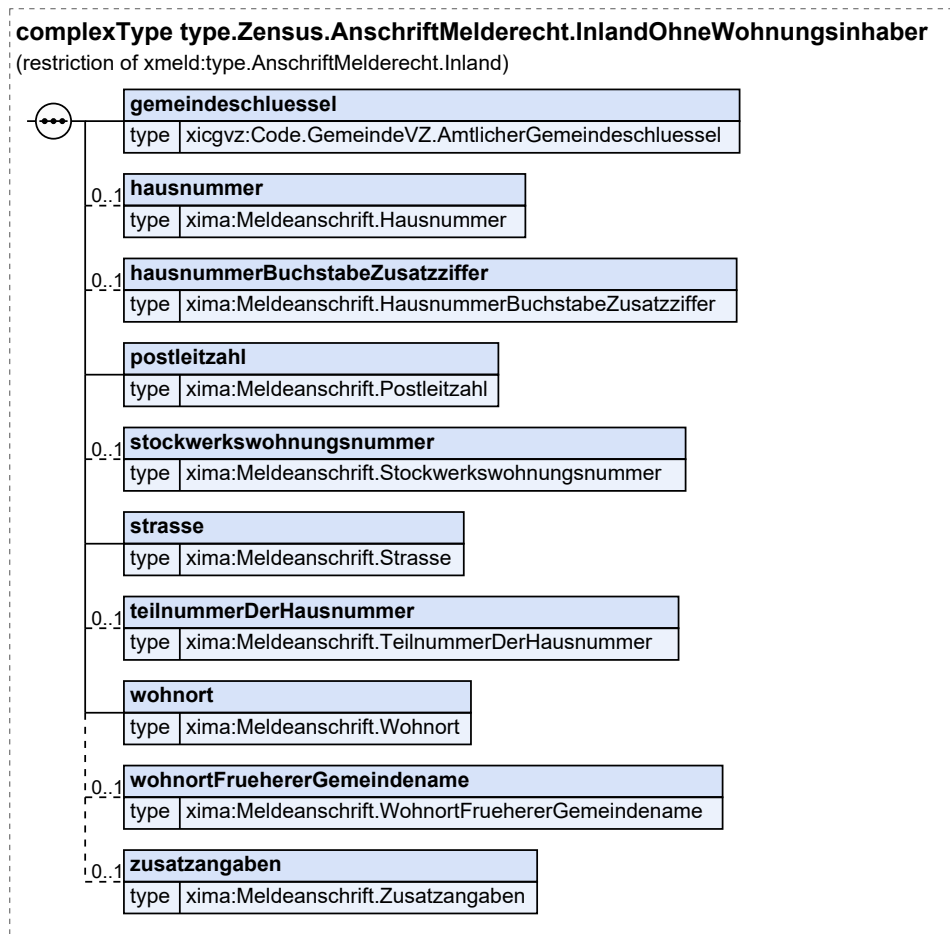 complexType type.Zensus.AnschriftMelderecht.InlandOhneWohnungsinhaber
(restriction of xmeld:type.AnschriftMelderecht.Inland)
gemeindeschluessel
type xicgvz:Code.GemeindeVZ.AmtlicherGemeindeschluessel
0..1 hausnummer
type xima:Meldeanschrift.Hausnummer
0..1 hausnummerBuchstabeZusatzziffer
type xima:Meldeanschrift.HausnummerBuchstabeZusatzziffer
postleitzahl
type xima:Meldeanschrift.Postleitzahl
0..1 stockwerkswohnungsnummer
type xima:Meldeanschrift.Stockwerkswohnungsnummer
strasse
type xima:Meldeanschrift.Strasse
0..1 teilnummerDerHausnummer
type xima:Meldeanschrift.TeilnummerDerHausnummer
wohnort
type xima:Meldeanschrift.Wohnort
0..1 wohnortFruehererGemeindename
type xima:Meldeanschrift.WohnortFruehererGemeindename
0..1 zusatzangaben
type xima:Meldeanschrift.Zusatzangaben